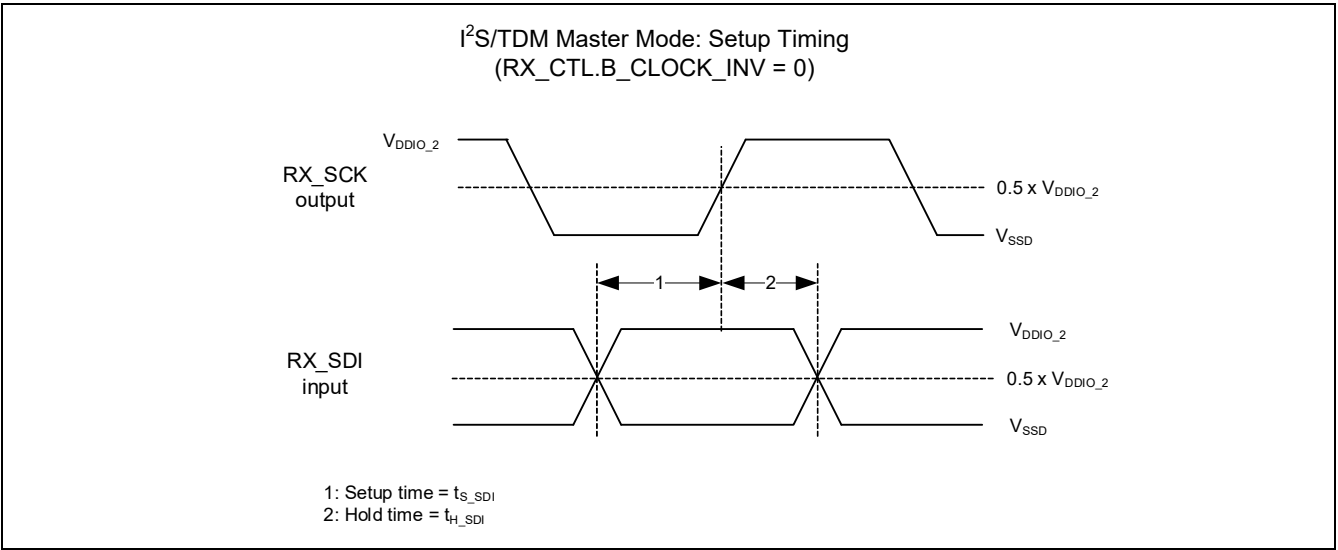 I2S/TDM Master Mode: Setup Timing
(RX_CTL.B_CLOCK_INV = 0)
VDDIO_2
RX_SCK
output
0.5 x VDDIO_2
VSSD
1
2
VDDIO_2
RX_SDI
input
0.5 x VDDIO_2
VSSD
1: Setup time = tS_SDI
2: Hold time = tH_SDI